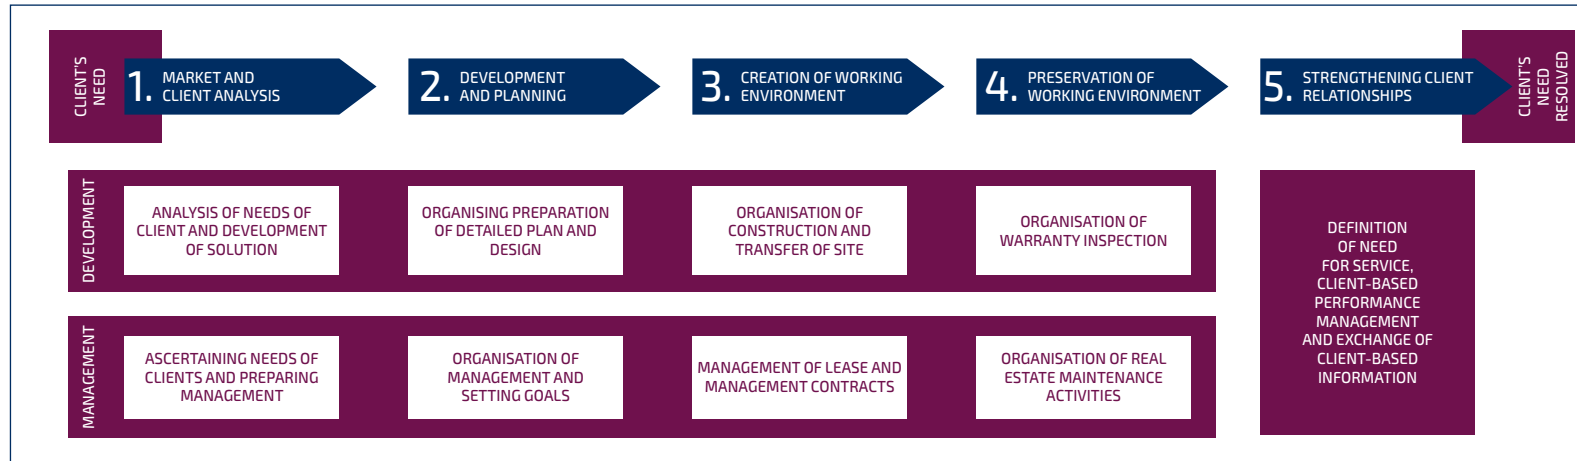 CLIENT'S
NEED
1. MARKET AND
CLIENT ANALYSIS
2. DEVELOPMENT
AND PLANNING
3. CREATION OF WORKING
ENVIRONMENT
4. PRESERVATION OF
WORKING ENVIRONMENT
5. STRENGTHENING CLIENT
RELATIONSHIPS
CLIENT'S
NEED
RESOLVED
DEVELOPMENT
ANALYSIS OF NEEDS OF
CLIENT AND DEVELOPMENT
OF SOLUTION
ORGANISING PREPARATION
OF DETAILED PLAN AND
DESIGN
ORGANISATION OF
CONSTRUCTION AND
TRANSFER OF SITE
ORGANISATION OF
WARRANTY INSPECTION
MANAGEMENT
ASCERTAINING NEEDS OF
CLIENTS AND PREPARING
MANAGEMENT
ORGANISATION OF
MANAGEMENT AND
SETTING GOALS
MANAGEMENT OF LEASE AND
MANAGEMENT CONTRACTS
ORGANISATION OF REAL
ESTATE MAINTENANCE
ACTIVITIES
DEFINITION
OF NEED
FOR SERVICE,
CLIENT-BASED
PERFORMANCE
MANAGEMENT
AND EXCHANGE OF
CLIENT-BASED
INFORMATION